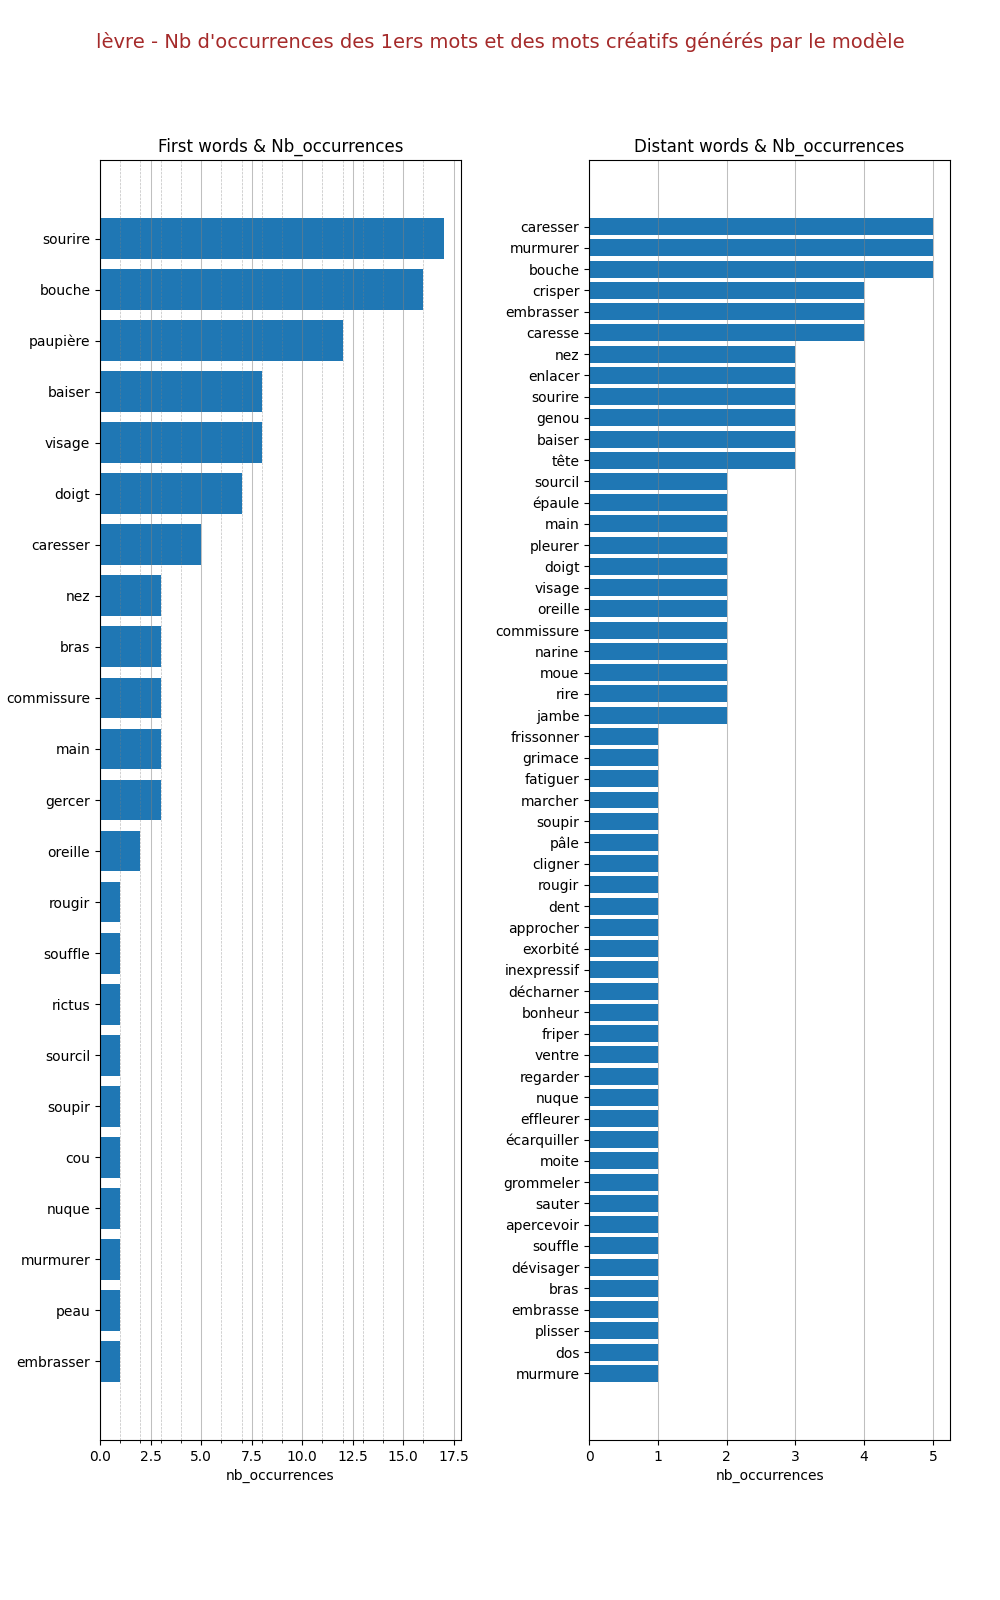 lèvre - Nb d'occurrences des 1ers mots et des mots créatifs générés par le modèle
First words & Nb_occurrences
sourire
bouche
paupière
baiser
visage
doigt
caresser
nez
bras
commissure
main
gercer
oreille
rougir
souffle
rictus
sourcil
soupir
cou
nuque
murmurer
peau
embrasser
0.0 2.5 5.0 7.5 10.0 12.5 15.0 17.5
nb_occurrences
Distant words & Nb_occurrences
caresser
murmurer
bouche
crisper
embrasser
caresse
nez
enlacer
sourire
genou
baiser
tête
sourcil
épaule
main
pleurer
doigt
visage
oreille
commissure
narine
moue
rire
jambe
frissonner
grimace
fatiguer
marcher
soupir
pâle
cligner
rougir
dent
approcher
exorbité
inexpressif
décharner
bonheur
friper
ventre
regarder
nuque
effleurer
écarquiller
moite
grommeler
sauter
apercevoir
souffle
dévisager
bras
embrasse
plisser
dos
murmure
0 1 2 3 4 5
nb_occurrences